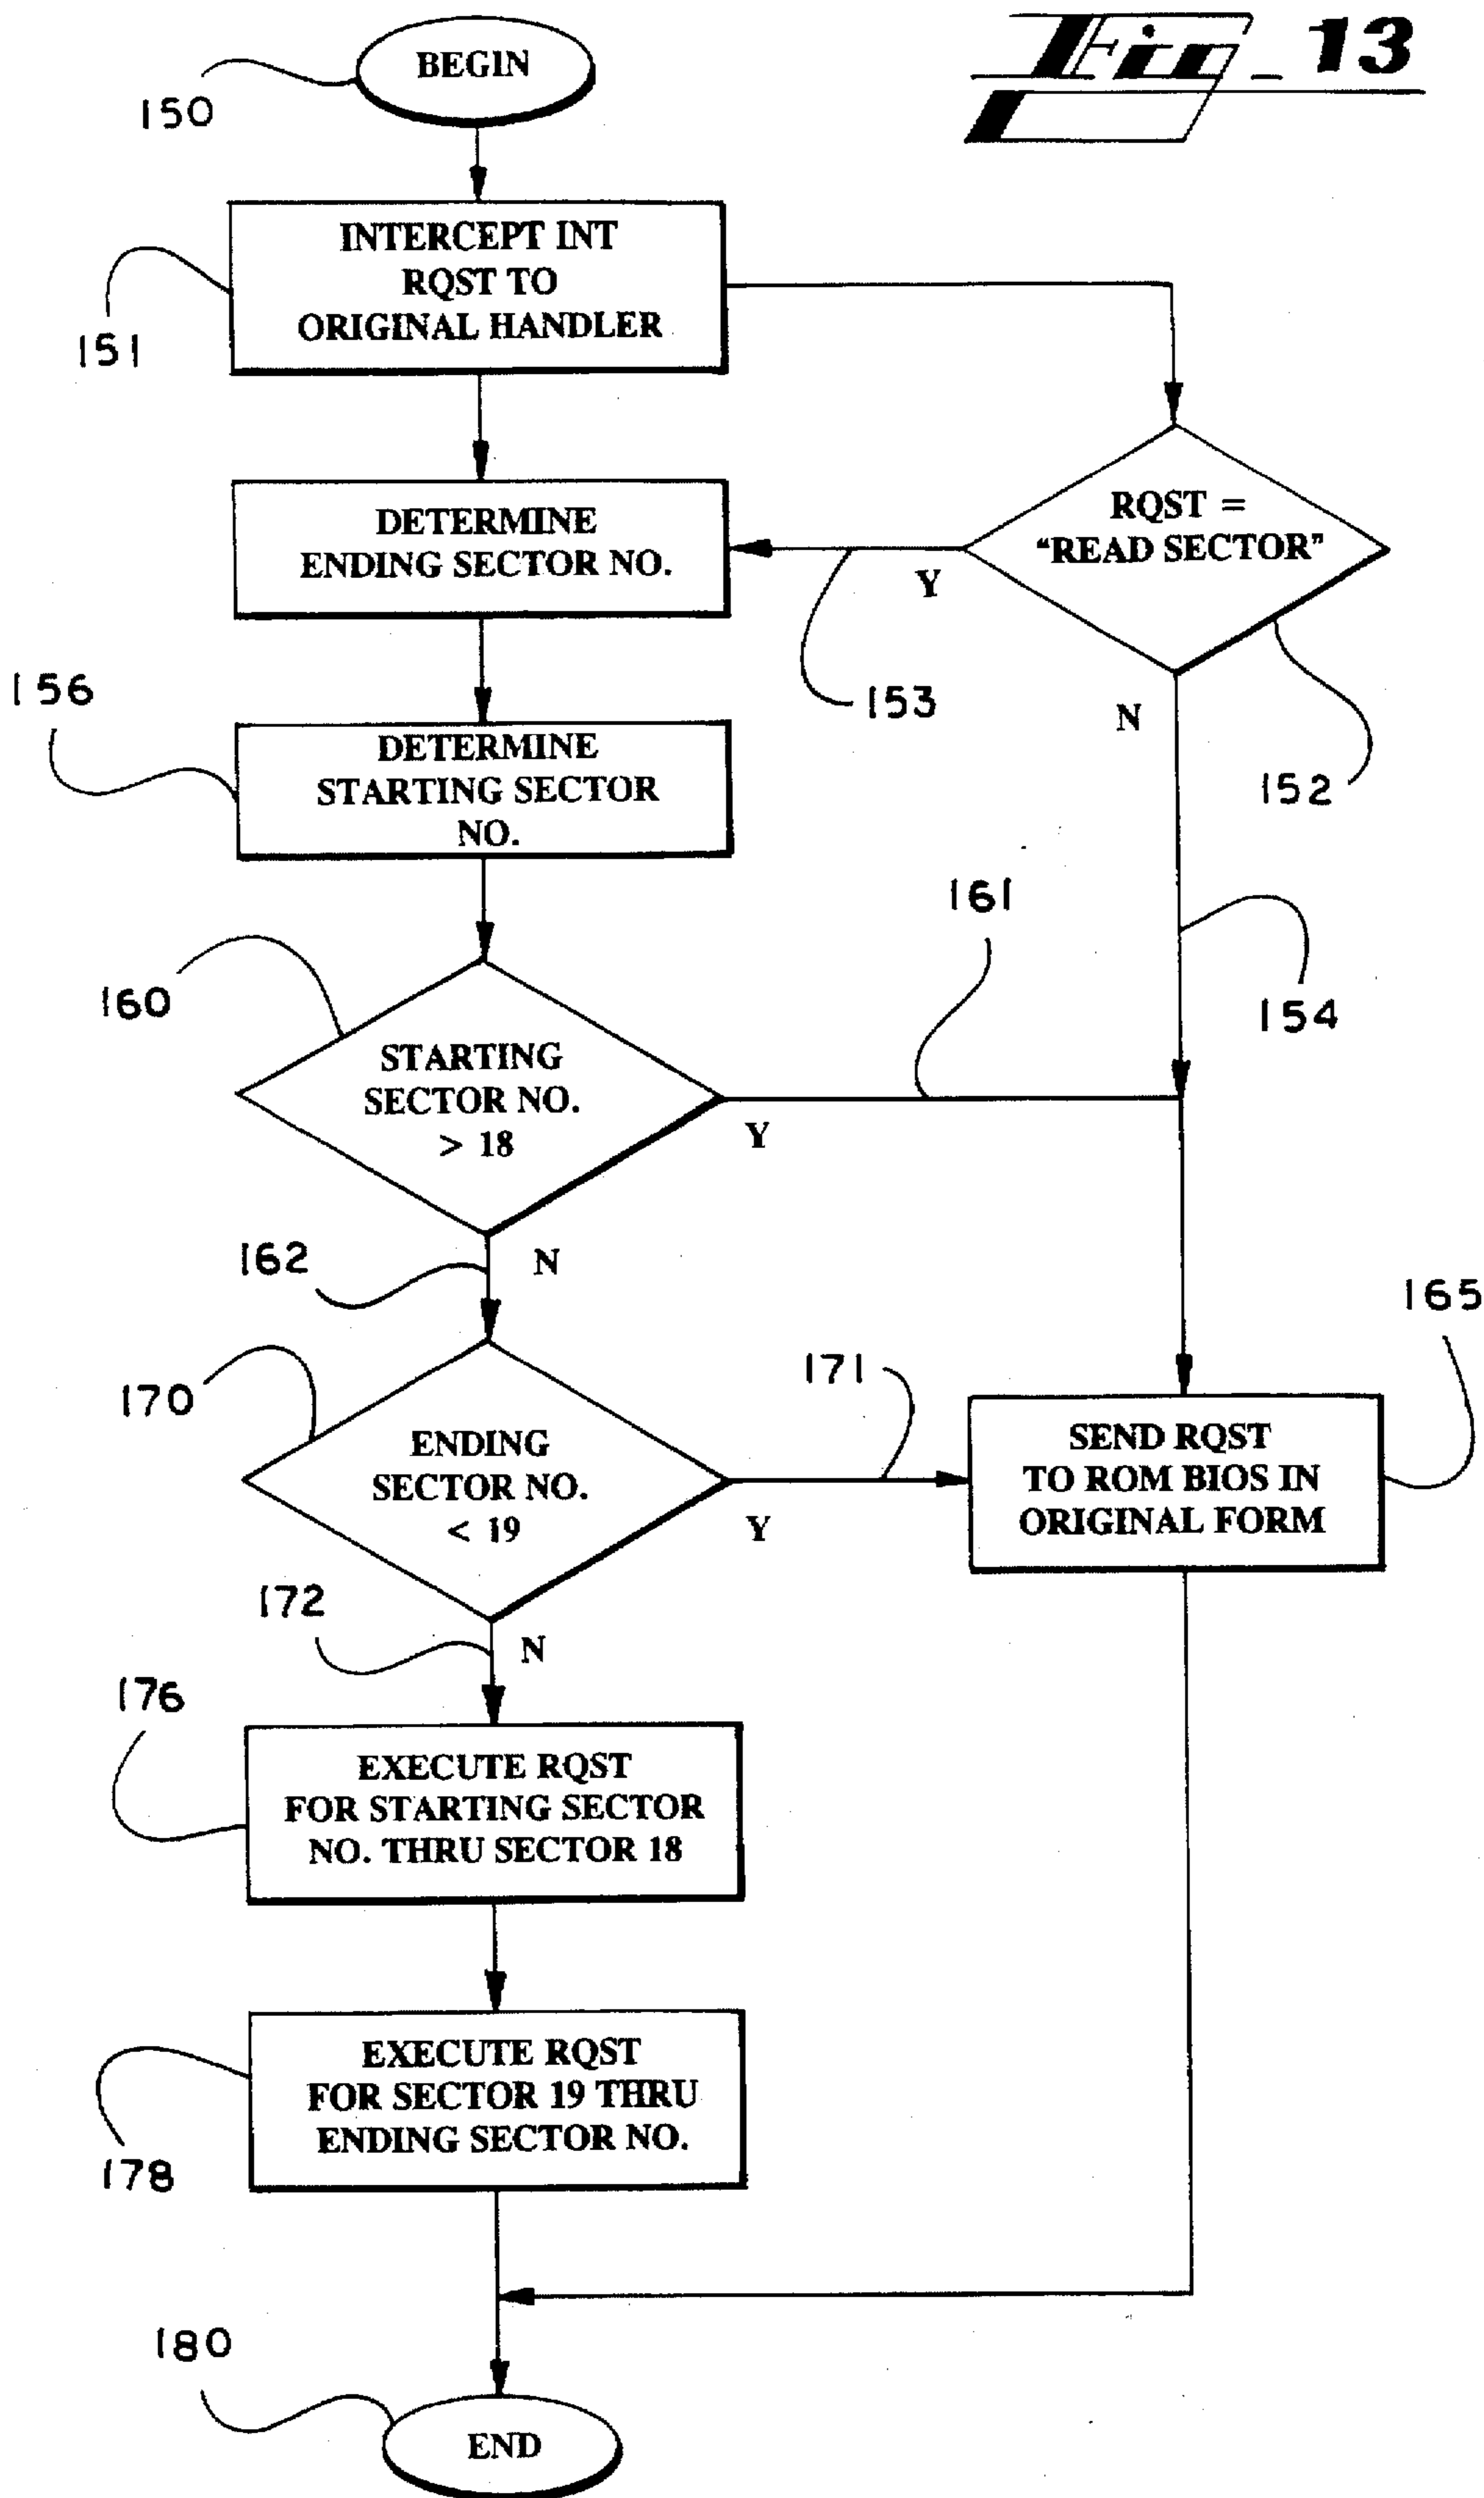 Fig_ 13
BEGIN
150
INTERCEPT INT
RQST TO
ORIGINAL HANDLER
151
RQST =
"READ SECTOR"
DETERMINE
ENDING SECTOR NO.
Y
153
N
152
156
DETERMINE
STARTING SECTOR
NO.
161
154
160
STARTING
SECTOR NO.
> 18
Y
162
N
165
171
170
ENDING
SECTOR NO.
< 19
Y
SEND RQST
TO ROM BIOS IN
ORIGINAL FORM
172
N
176
EXECUTE RQST
FOR STARTING SECTOR
NO. THRU SECTOR 18
EXECUTE RQST
FOR SECTOR 19 THRU
ENDING SECTOR NO.
178
180
END